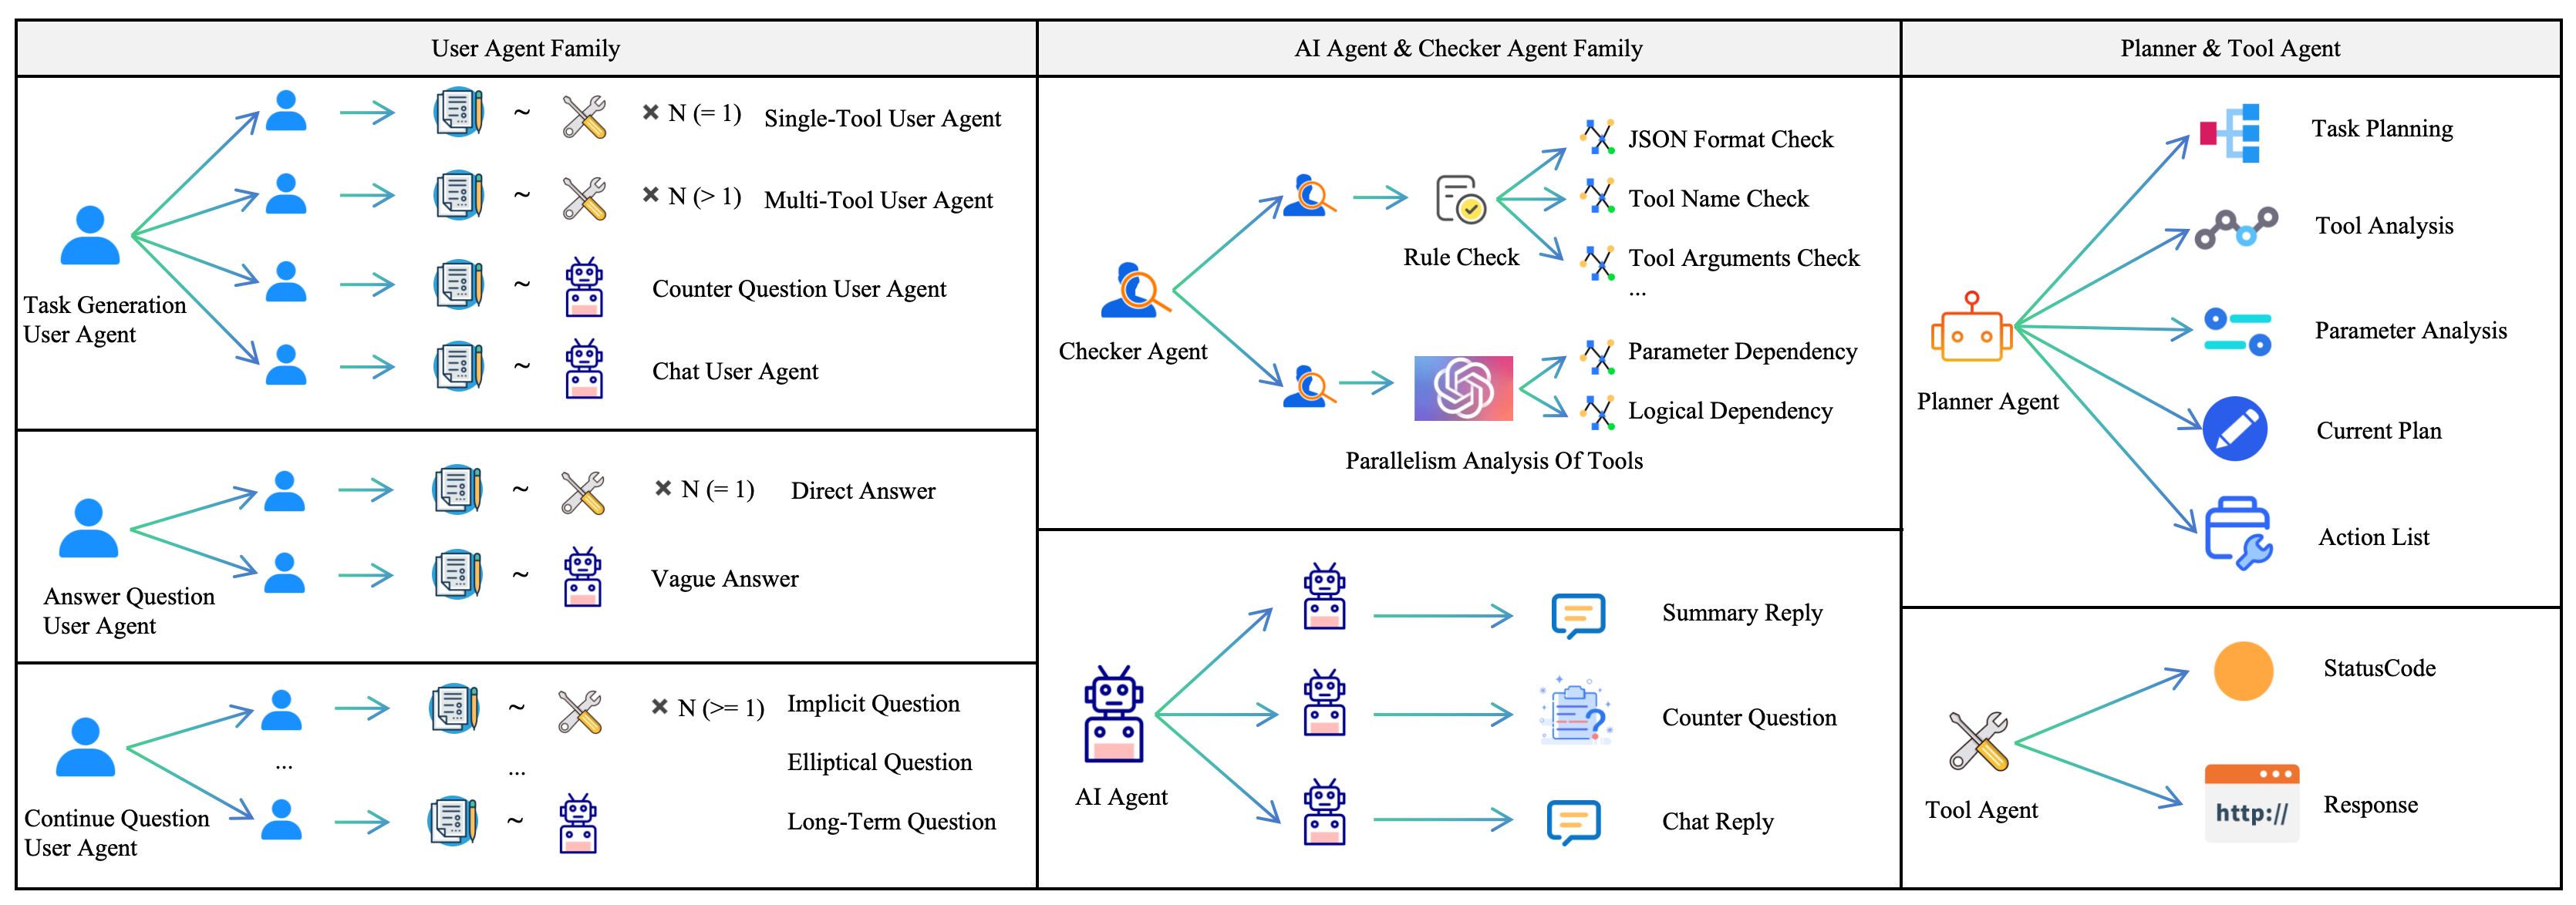 User Agent Family
× N (= 1) Single-Tool User Agent
× N (> 1) Multi-Tool User Agent
~ Counter Question User Agent
~ Chat User Agent
Task Generation
User Agent
× N (= 1) Direct Answer
~ Vague Answer
Answer Question
User Agent
× N (>= 1) Implicit Question
... ... Elliptical Question
~ Long-Term Question
Continue Question
User Agent
AI Agent & Checker Agent Family
Checker Agent
Rule Check
JSON Format Check
Tool Name Check
Tool Arguments Check
...
Parameter Dependency
Logical Dependency
Parallelism Analysis Of Tools
AI Agent
Summary Reply
Counter Question
Chat Reply
Planner & Tool Agent
Planner Agent
Task Planning
Tool Analysis
Parameter Analysis
Current Plan
Action List
Tool Agent
StatusCode
http://
Response